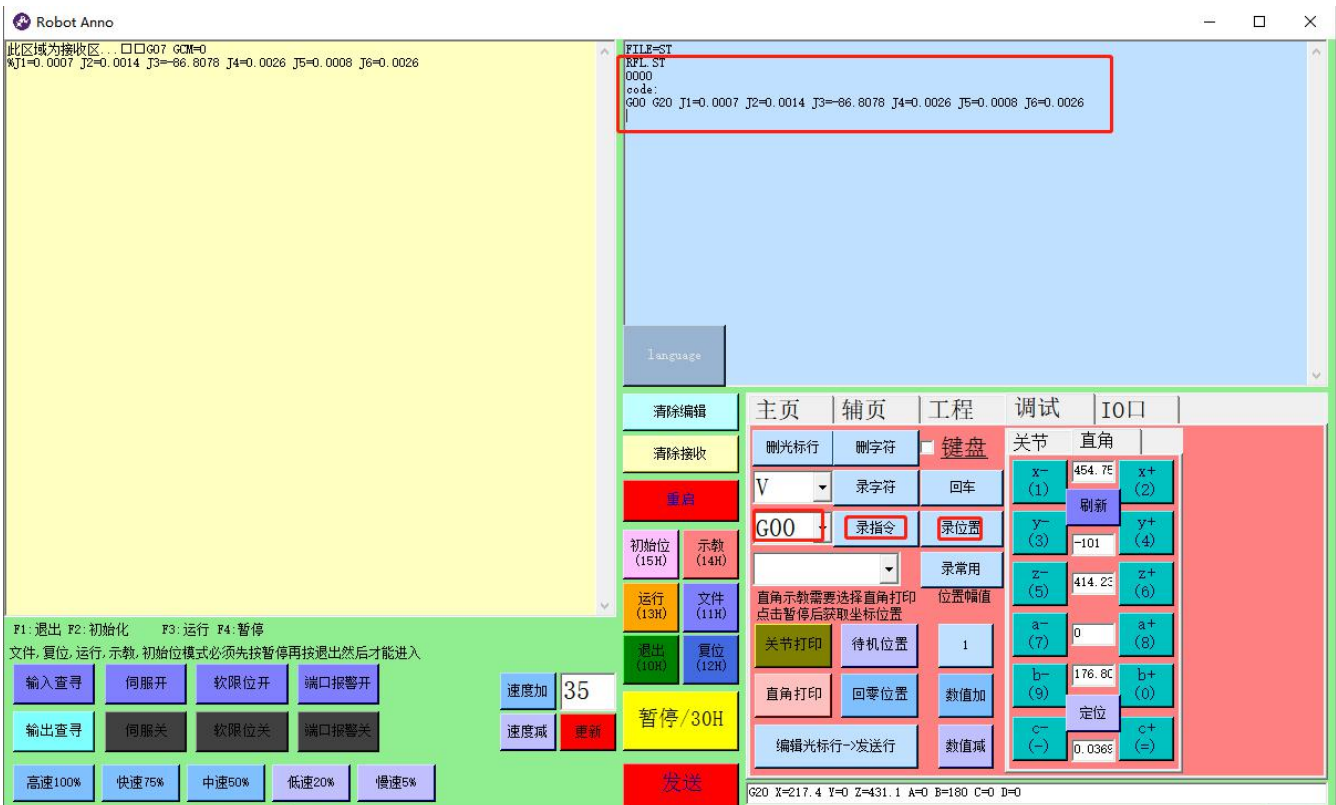 Robot Anno
此区域为接收区...□□G07 GCM=0
%J1=0.0007 J2=0.0014 J3=-86.8078 J4=0.0026 J5=0.0008 J6=0.0026
FILE=ST
RFL.ST
0000
code:
G00 G20 J1=0.0007 J2=0.0014 J3=-86.8078 J4=0.0026 J5=0.0008 J6=0.0026
language
清除编辑
清除接收
重启
初始位
(15H)
示教
(14H)
运行
(13H)
文件
(11H)
退出
(10H)
复位
(12H)
暂停/30H
发送
主页 辅页 工程 调试 IO口
删光标行 删字符 键盘
V 录字符 回车
G00 录指令 录位置
录常用
直角示教需要选择直角打印
点击暂停后获取坐标位置
位置幅值
关节打印 待机位置 1
直角打印 回零位置 数值加
编辑光标行->发送行 数值减
关节 直角
x-
(1)
454.75
x+
(2)
刷新
y-
(3)
-101
y+
(4)
z-
(5)
414.23
z+
(6)
a-
(7)
0
a+
(8)
b-
(9)
176.80
b+
(0)
定位
c-
(-)
0.0369
c+
(=)
G20 X=217.4 Y=0 Z=431.1 A=0 B=180 C=0 D=0
F1:退出 F2:初始化 F3:运行 F4:暂停
文件,复位,运行,示教,初始位模式必须先按暂停再按退出然后才能进入
输入查寻 伺服开 软限位开 端口报警开
速度加 35
输出查寻 伺服关 软限位关 端口报警关
速度减 更新
高速100% 快速75% 中速50% 低速20% 慢速5%